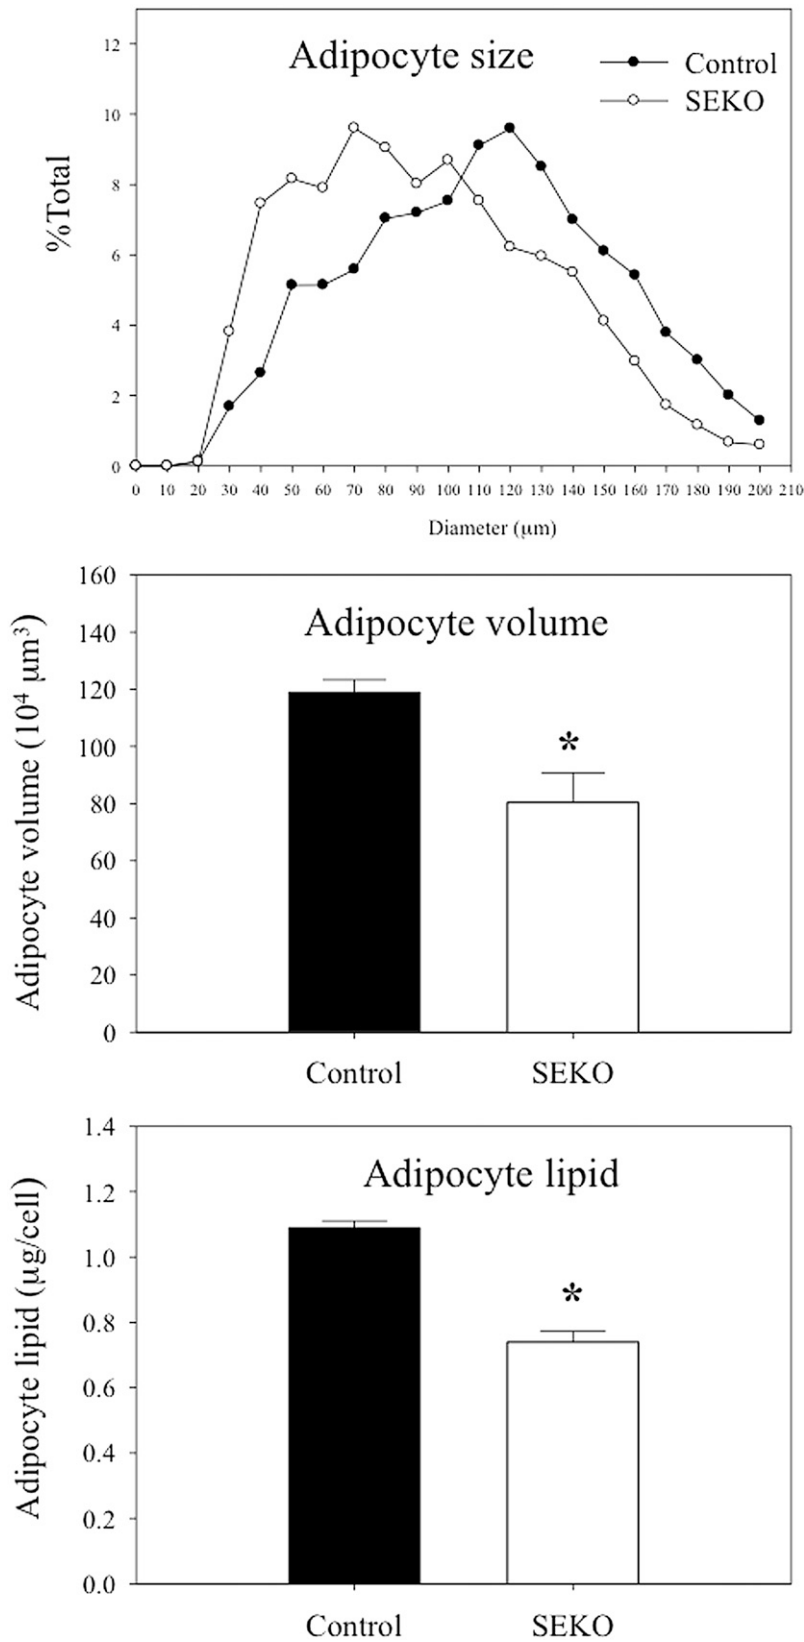 Adipocyte size
Control
SEKO
%Total
12
10
8
6
4
2
0
0 10 20 30 40 50 60 70 80 90 100 110 120 130 140 150 160 170 180 190 200 210
Diameter (μm)
Adipocyte volume
Adipocyte volume (10⁴ μm³)
160
140
120
100
80
60
40
20
0
*
Control SEKO
Adipocyte lipid
Adipocyte lipid (μg/cell)
1.4
1.2
1.0
0.8
0.6
0.4
0.2
0.0
*
Control SEKO